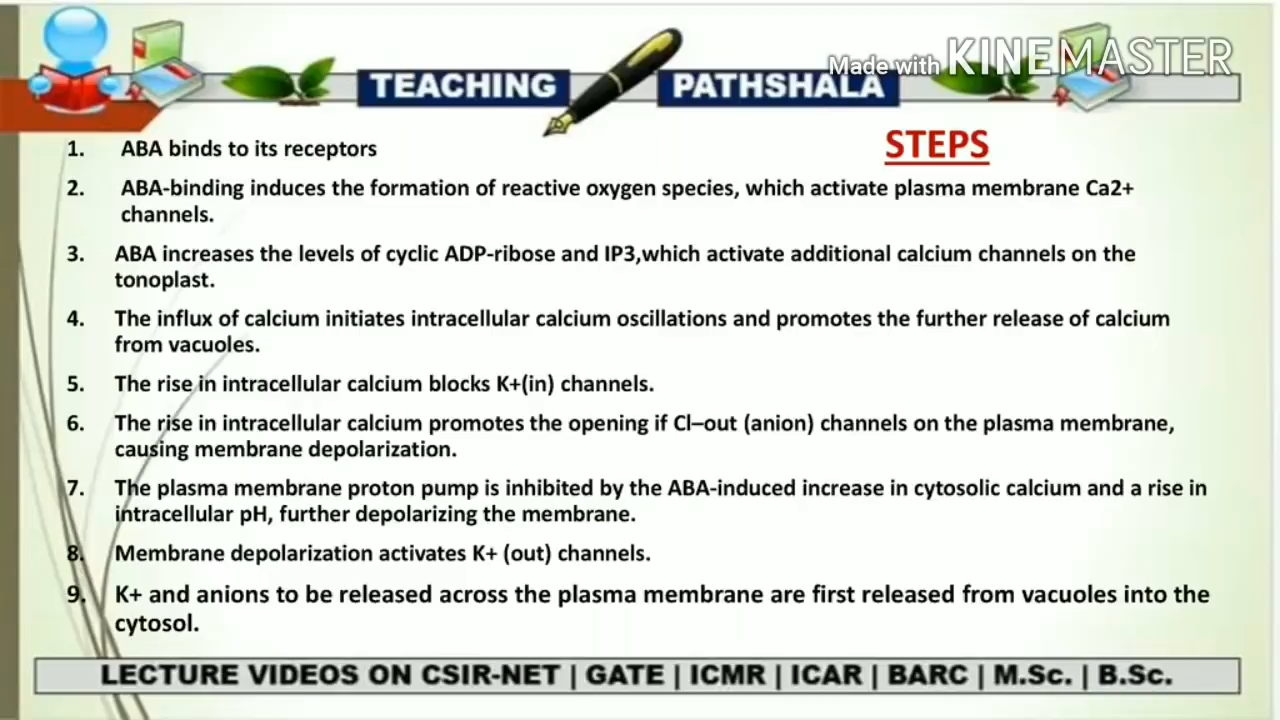 Made with KINEMASTER
TEACHING PATHSHALA
STEPS
1. ABA binds to its receptors
2. ABA-binding induces the formation of reactive oxygen species, which activate plasma membrane Ca2+
channels.
3. ABA increases the levels of cyclic ADP-ribose and IP3,which activate additional calcium channels on the
tonoplast.
4. The influx of calcium initiates intracellular calcium oscillations and promotes the further release of calcium
from vacuoles.
5. The rise in intracellular calcium blocks K+(in) channels.
6. The rise in intracellular calcium promotes the opening if Cl–out (anion) channels on the plasma membrane,
causing membrane depolarization.
7. The plasma membrane proton pump is inhibited by the ABA-induced increase in cytosolic calcium and a rise in
intracellular pH, further depolarizing the membrane.
8. Membrane depolarization activates K+ (out) channels.
9. K+ and anions to be released across the plasma membrane are first released from vacuoles into the
cytosol.
LECTURE VIDEOS ON CSIR-NET | GATE | ICMR | ICAR | BARC | M.Sc. | B.Sc.